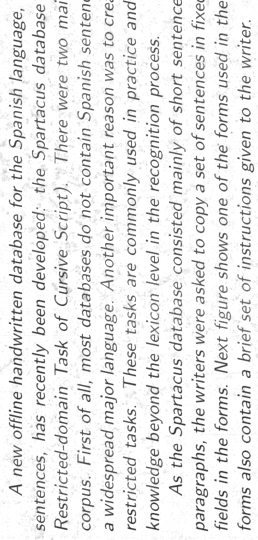 A new offline handwritten database for the Spanish language,
sentences, has recently been developed: the Spartacus database
Restricted-domain Task of Cursive Script). There were two mai
corpus. First of all, most databases do not contain Spanish senten
a widespread major language. Another important reason was to crea
restricted tasks. These tasks are commonly used in practice and
knowledge beyond the lexicon level in the recognition process.
As the Spartacus database consisted mainly of short sentence
paragraphs, the writers were asked to copy a set of sentences in fixed
fields in the forms. Next figure shows one of the forms used in the
forms also contain a brief set of instructions given to the writer.